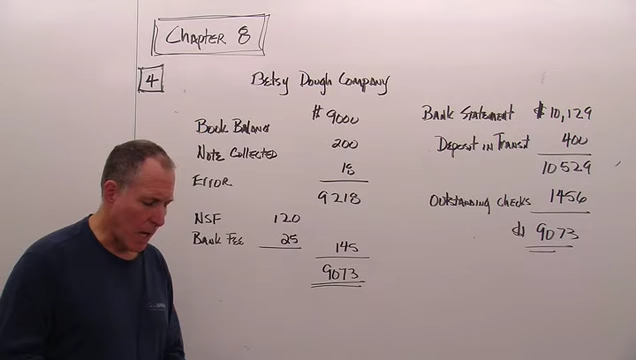 Chapter 8
4
Betsy Dough Company
Book Balance $ 9000
Note Collected 200
Error 18
9218
NSF 120
Bank Fee 25 145
9073
Bank Statement $ 10,129
Deposit in Transit 400
10529
Outstanding Checks 1456
$ 9073